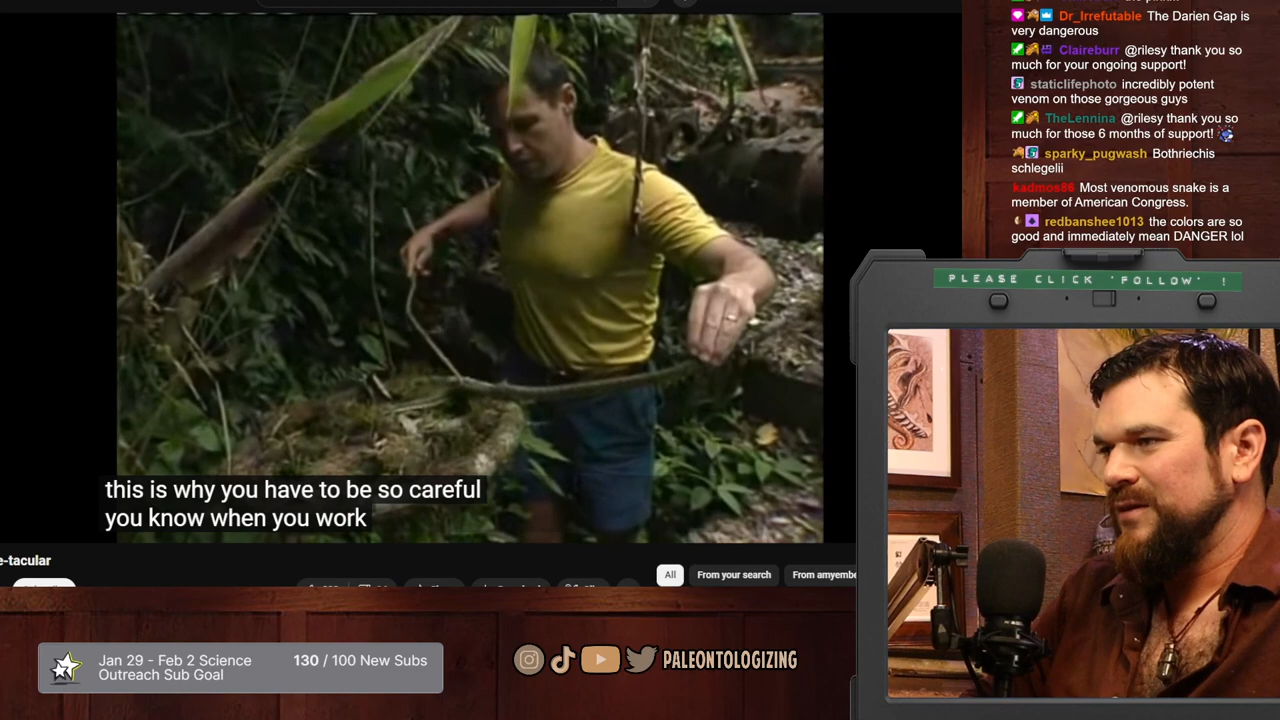 Dr_Irrefutable The Darien Gap is
very dangerous
Claireburr @rilesy thank you so
much for your ongoing support!
staticlifephoto incredibly potent
venom on those gorgeous guys
TheLennina @rilesy thank you so
much for those 6 months of support!
sparky_pugwash Bothriechis
schlegelii
kadmos86 Most venomous snake is a
member of American Congress.
redbanshee1013 the colors are so
good and immediately mean DANGER lol
PLEASE CLICK "FOLLOW" !
this is why you have to be so careful
you know when you work
e-tacular
All From your search From amyembe
Jan 29 - Feb 2 Science
Outreach Sub Goal
130 / 100 New Subs
PALEONTOLOGIZING